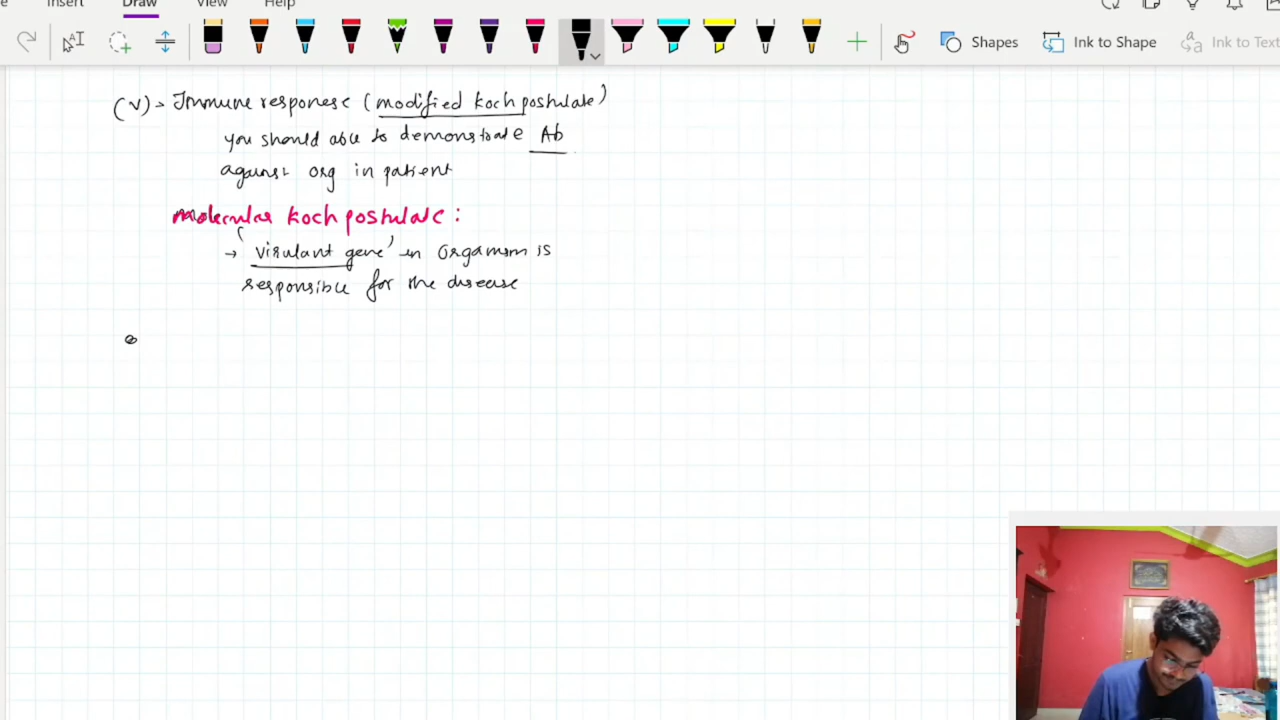 Insert Draw View Help
Shapes Ink to Shape Ink to Text
(V) → Immune response (modified koch postulate)
you should able to demonstrate Ab
against org in patient
molecular koch postulate :
→ 'virulant gene' in organism is
responsible for the disease